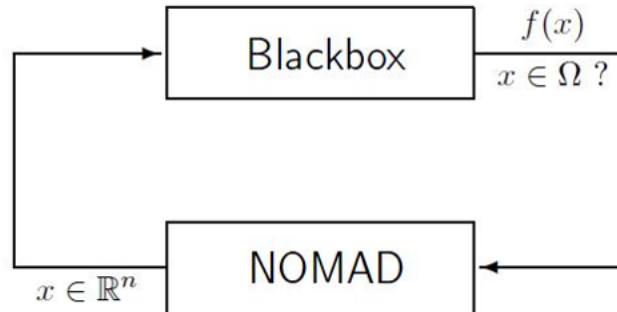 Blackbox
f(x)
x ∈ Ω ?
NOMAD
x ∈ ℝⁿ